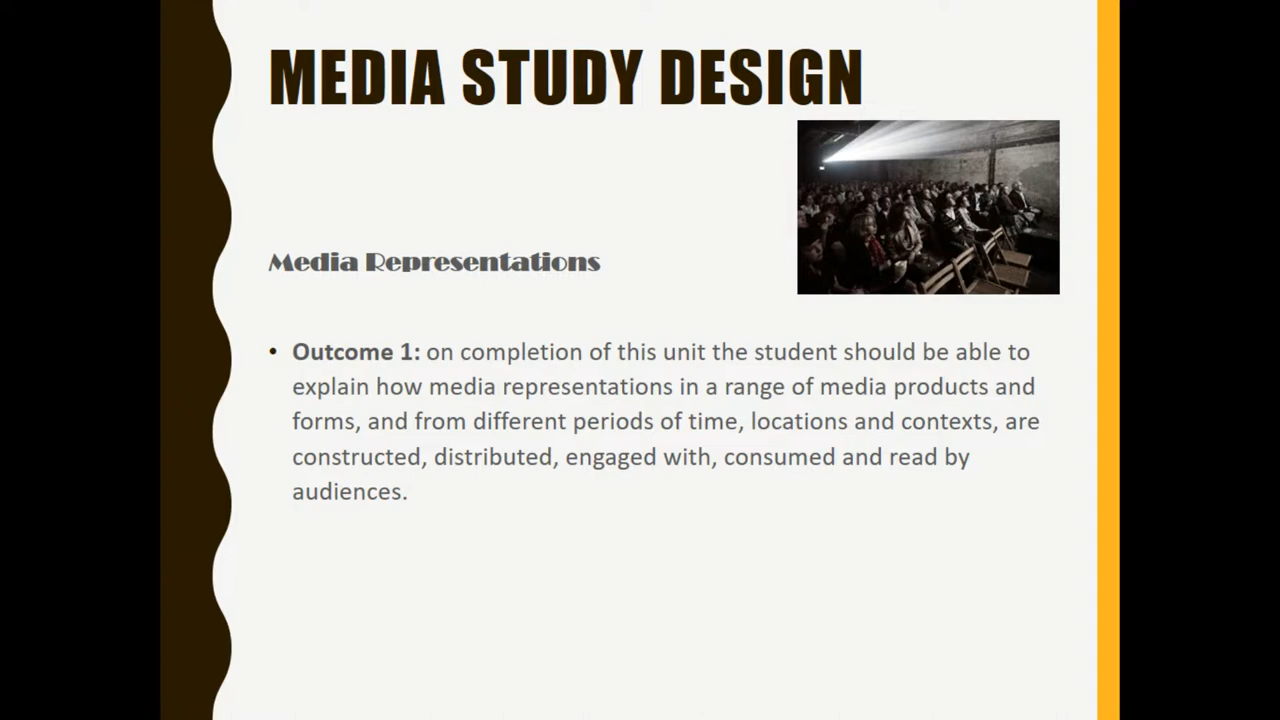 MEDIA STUDY DESIGN
Media Representations
• Outcome 1: on completion of this unit the student should be able to
explain how media representations in a range of media products and
forms, and from different periods of time, locations and contexts, are
constructed, distributed, engaged with, consumed and read by
audiences.